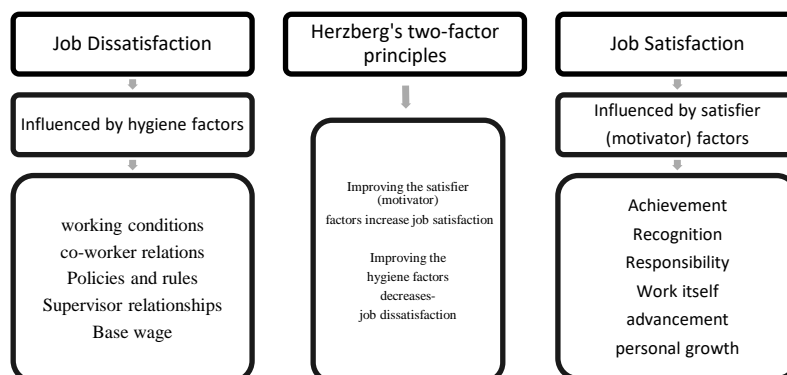 Job Dissatisfaction
Influenced by hygiene factors
working conditions
co-worker relations
Policies and rules
Supervisor relationships
Base wage
Herzberg's two-factor
principles
Improving the satisfier
(motivator)
factors increase job satisfaction
Improving the
hygiene factors
decreases-
job dissatisfaction
Job Satisfaction
Influenced by satisfier
(motivator) factors
Achievement
Recognition
Responsibility
Work itself
advancement
personal growth